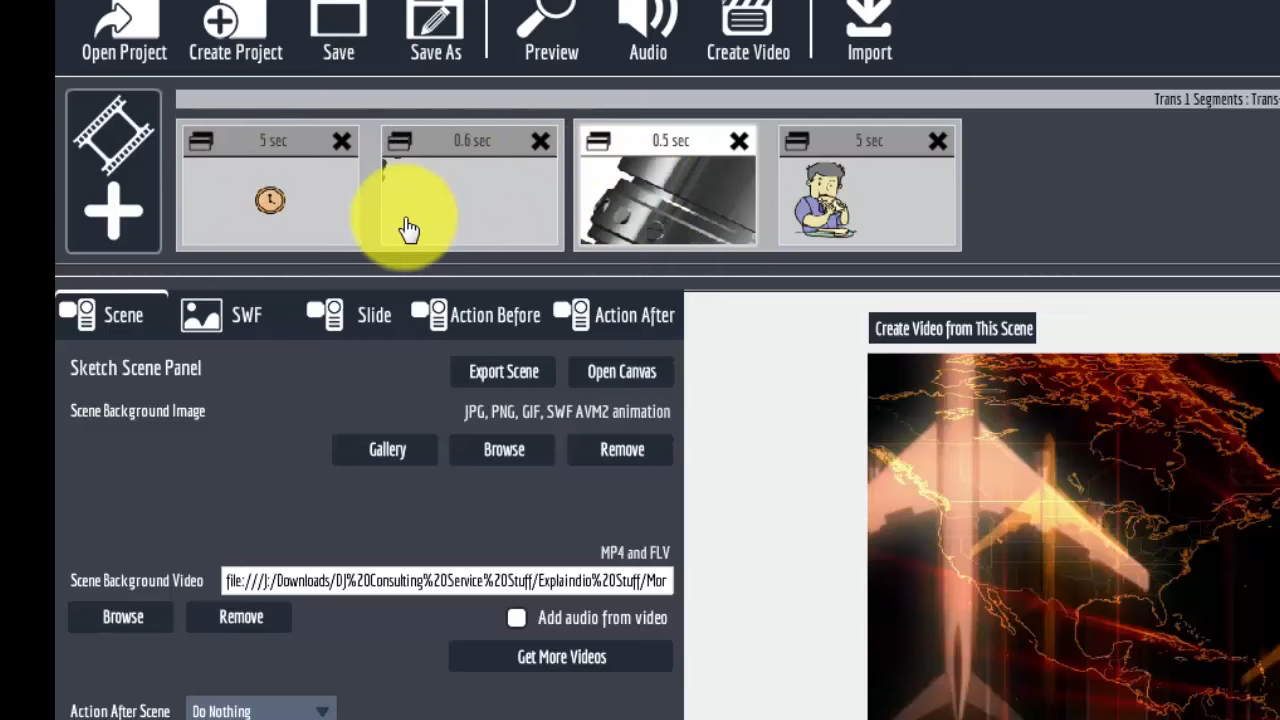 Open Project Create Project Save Save As Preview Audio Create Video Import
Trans 1 Segments : Trans-
5 sec 0.6 sec 0.5 sec 5 sec
Scene SWF Slide Action Before Action After
Sketch Scene Panel Export Scene Open Canvas
Create Video from This Scene
Scene Background Image JPG, PNG, GIF, SWF AVM2 animation
Gallery Browse Remove
MP4 and FLV
Scene Background Video file:///J:/Downloads/DJ%20Consulting%20Service%20Stuff/Explaindio%20Stuff/Mor
Browse Remove Add audio from video
Get More Videos
Action After Scene Do Nothing